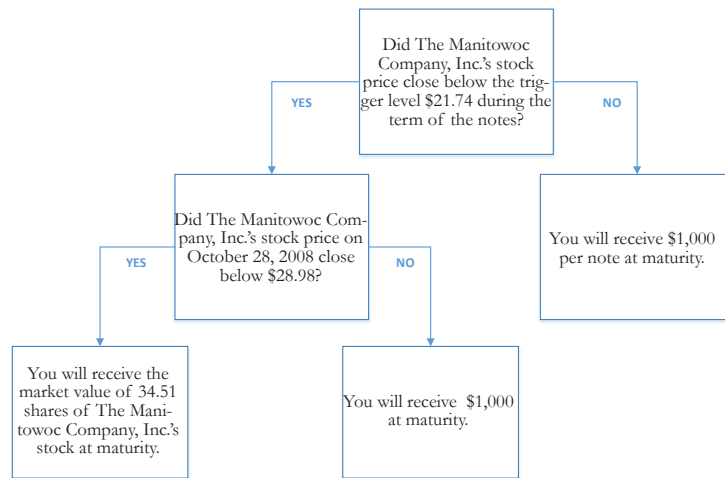 Did The Manitowoc
Company, Inc.'s stock
price close below the trig-
ger level $21.74 during the
term of the notes?
YES
NO
Did The Manitowoc Com-
pany, Inc.'s stock price on
October 28, 2008 close
below $28.98?
You will receive $1,000
per note at maturity.
YES
NO
You will receive the
market value of 34.51
shares of The Mani-
towoc Company, Inc.'s
stock at maturity.
You will receive $1,000
at maturity.